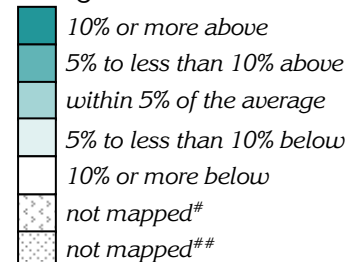 10% or more above
5% to less than 10% above
within 5% of the average
5% to less than 10% below
10% or more below
not mapped#
not mapped##